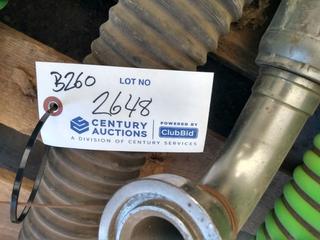 B260
LOT NO
2648
CENTURY AUCTIONS
POWERED BY
ClubBid
A DIVISION OF CENTURY SERVICES